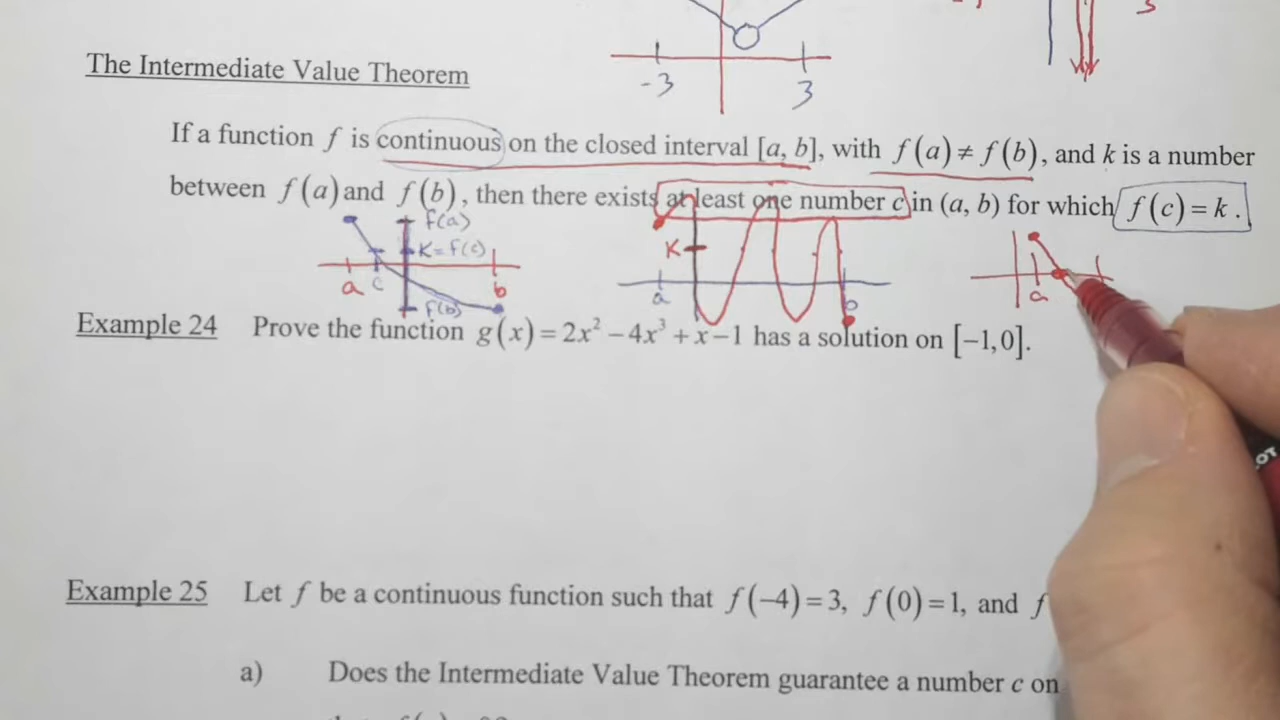 3
-3
3
The Intermediate Value Theorem
If a function f is continuous on the closed interval [a, b], with f(a) ≠ f(b), and k is a number
between f(a) and f(b), then there exists at least one number c in (a, b) for which f(c) = k.
f(a)
K = f(c)
K
a c b
a b
a
f(b)
Example 24 Prove the function g(x) = 2x² − 4x³ + x − 1 has a solution on [−1, 0].
Example 25 Let f be a continuous function such that f(−4) = 3, f(0) = 1, and f
a) Does the Intermediate Value Theorem guarantee a number c on